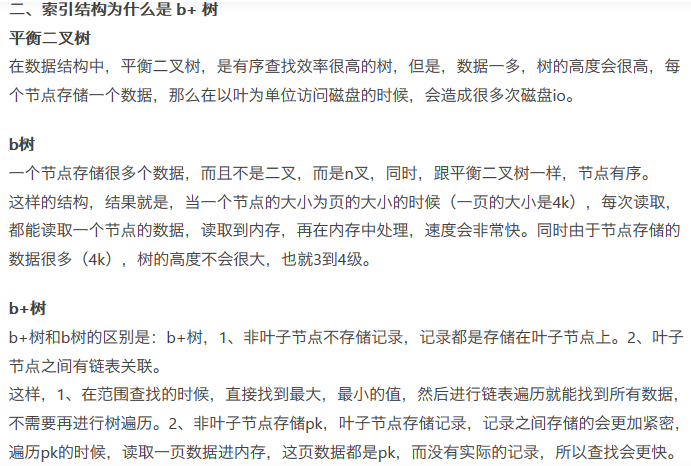 二、索引结构为什么是 b+ 树
平衡二叉树
在数据结构中，平衡二叉树，是有序查找效率很高的树，但是，数据一多，树的高度会很高，每
个节点存储一个数据，那么在以叶为单位访问磁盘的时候，会造成很多次磁盘io。
b树
一个节点存储很多个数据，而且不是二叉，而是n叉，同时，跟平衡二叉树一样，节点有序。
这样的结构，结果就是，当一个节点的大小为页的大小的时候（一页的大小是4k），每次读取，
都能读取一个节点的数据，读取到内存，再在内存中处理，速度会非常快。同时由于节点存储的
数据很多（4k），树的高度不会很大，也就3到4级。
b+树
b+树和b树的区别是：b+树，1、非叶子节点不存储记录，记录都是存储在叶子节点上。2、叶子
节点之间有链表关联。
这样，1、在范围查找的时候，直接找到最大，最小的值，然后进行链表遍历就能找到所有数据，
不需要再进行树遍历。2、非叶子节点存储pk，叶子节点存储记录，记录之间存储的会更加紧密，
遍历pk的时候，读取一页数据进内存，这页数据都是pk，而没有实际的记录，所以查找会更快。